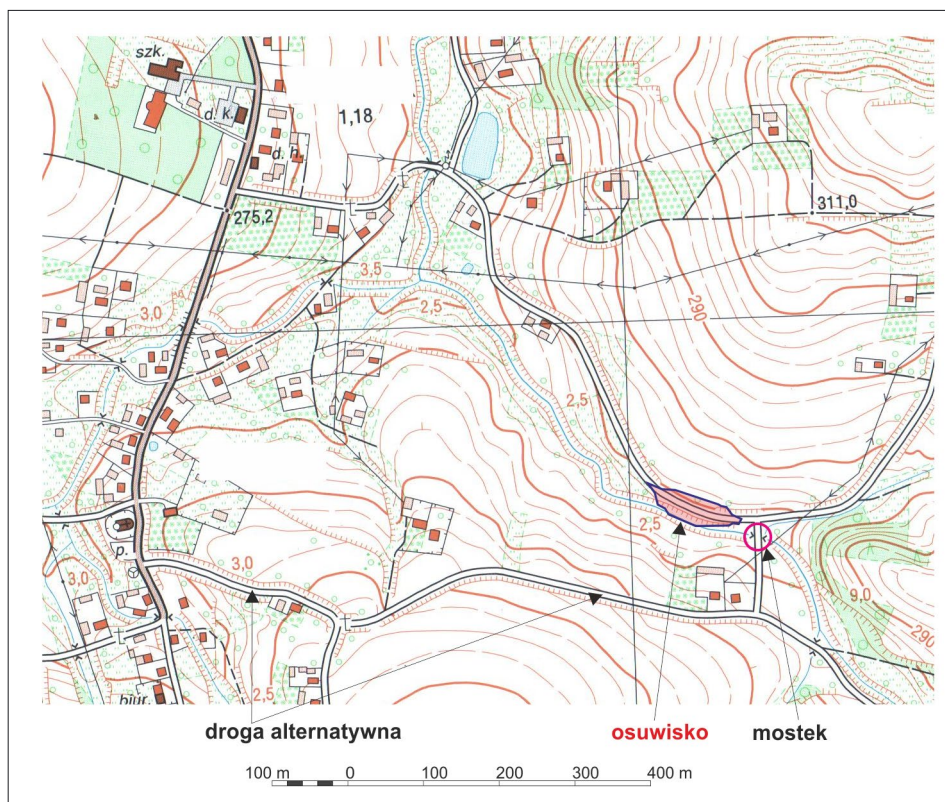 szk.
d. k.
1,18
d. h.
275,2
311,0
3,5
2,5
3,0
290
2,5
2,5
p.
3,0
3,0
9,0
290
2,5
biur.
droga alternatywna
osuwisko
mostek
100 m 0 100 200 300 400 m